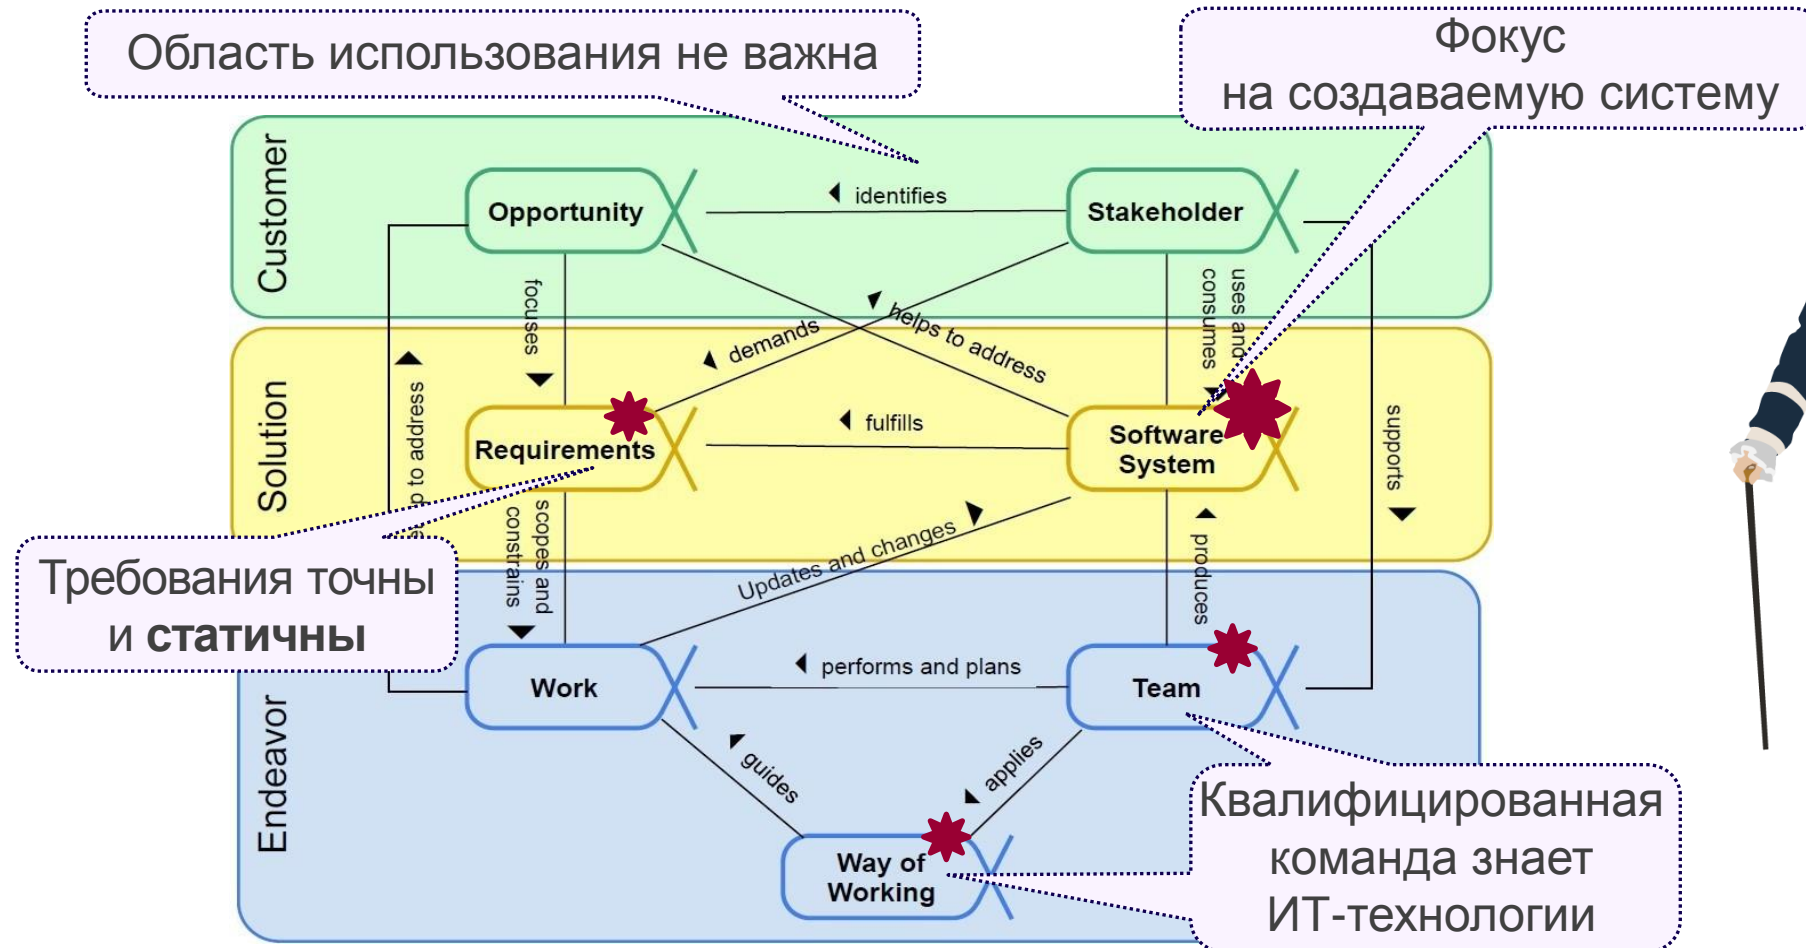 Область использования не важна
Фокус
на создаваемую систему
Customer
Opportunity
identifies
Stakeholder
focuses
demands
helps to address
uses and
consumes
Solution
to address
Requirements
fulfills
Software
System
supports
Требования точны
и статичны
scopes and
constrains
Updates and changes
produces
Endeavor
Work
performs and plans
Team
guides
applies
Way of
Working
Квалифицированная
команда знает
ИТ-технологии